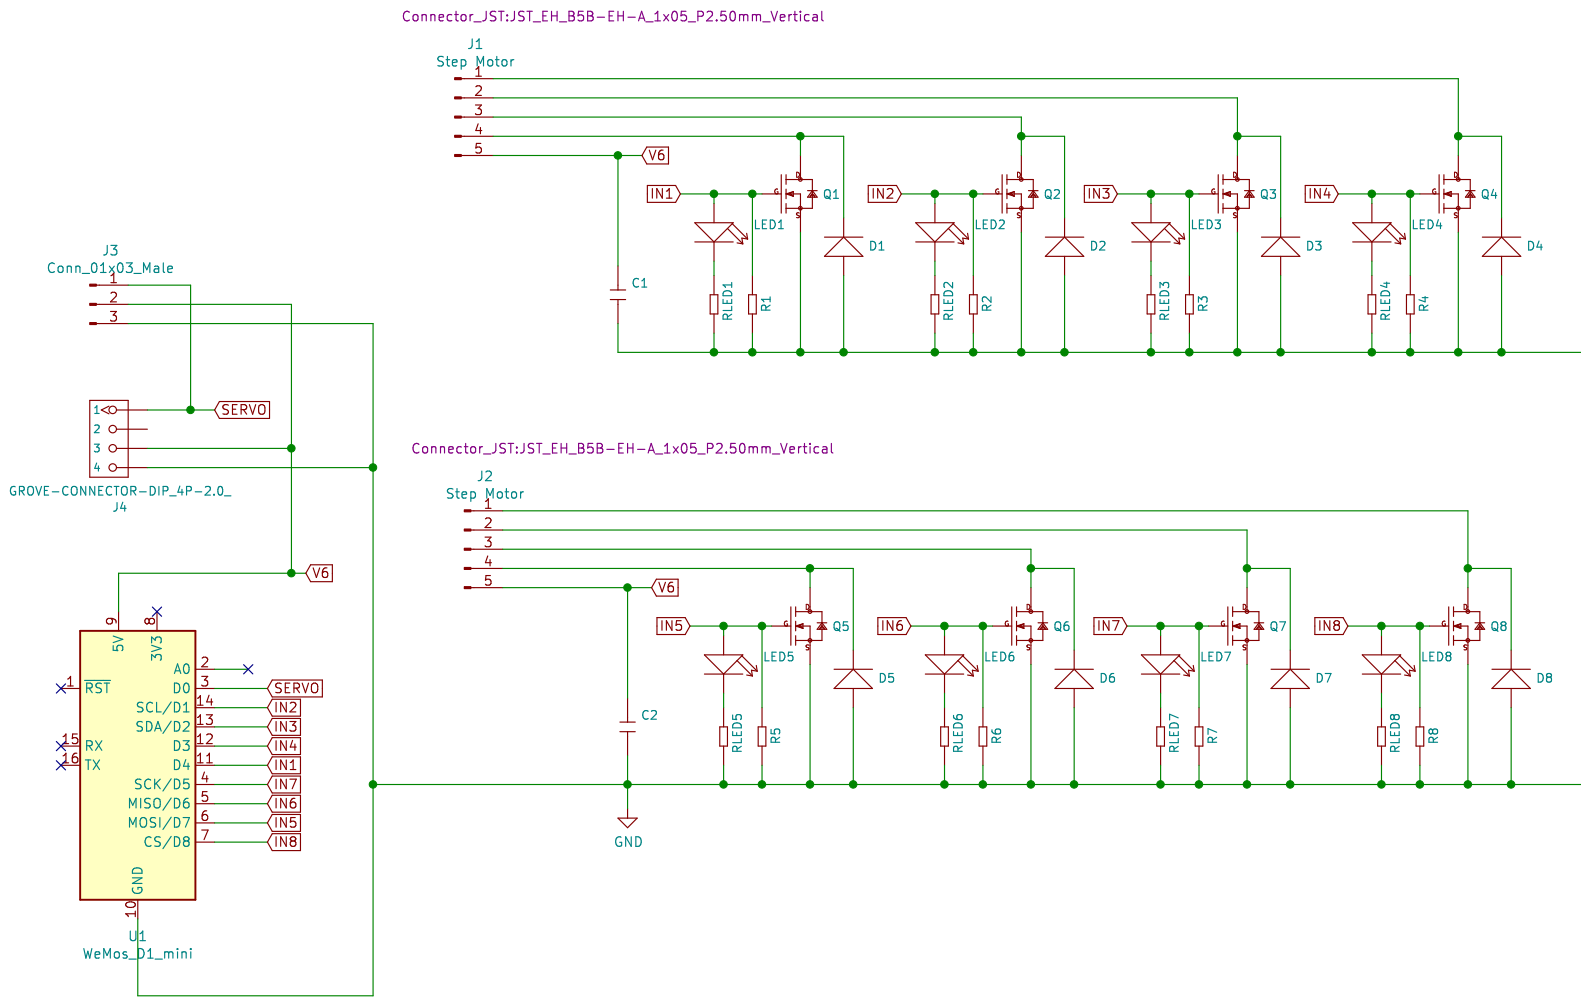 Connector_JST:JST_EH_B5B-EH-A_1x05_P2.50mm_Vertical
J1
Step Motor
1
2
3
4
5
V6
IN1
D
G
S
Q1
IN2
D
G
S
Q2
IN3
D
G
S
Q3
IN4
D
G
S
Q4
LED1
D1
LED2
D2
LED3
D3
LED4
D4
C1
RLED1
R1
RLED2
R2
RLED3
R3
RLED4
R4
J3
Conn_01x03_Male
1
2
3
1
SERVO
2
3
4
GROVE-CONNECTOR-DIP_4P-2.0_
J4
Connector_JST:JST_EH_B5B-EH-A_1x05_P2.50mm_Vertical
J2
Step Motor
1
2
3
4
5
V6
IN5
D
G
S
Q5
IN6
D
G
S
Q6
IN7
D
G
S
Q7
IN8
D
G
S
Q8
LED5
D5
LED6
D6
LED7
D7
LED8
D8
C2
RLED5
R5
RLED6
R6
RLED7
R7
RLED8
R8
GND
V6
9
8
5V
3V3
A0 2
1 RST
D0 3 SERVO
SCL/D1 14 IN2
SDA/D2 13 IN3
15 RX
D3 12 IN4
16 TX
D4 11 IN1
SCK/D5 4 IN7
MISO/D6 5 IN6
MOSI/D7 6 IN5
CS/D8 7 IN8
GND
10
U1
WeMos_D1_mini